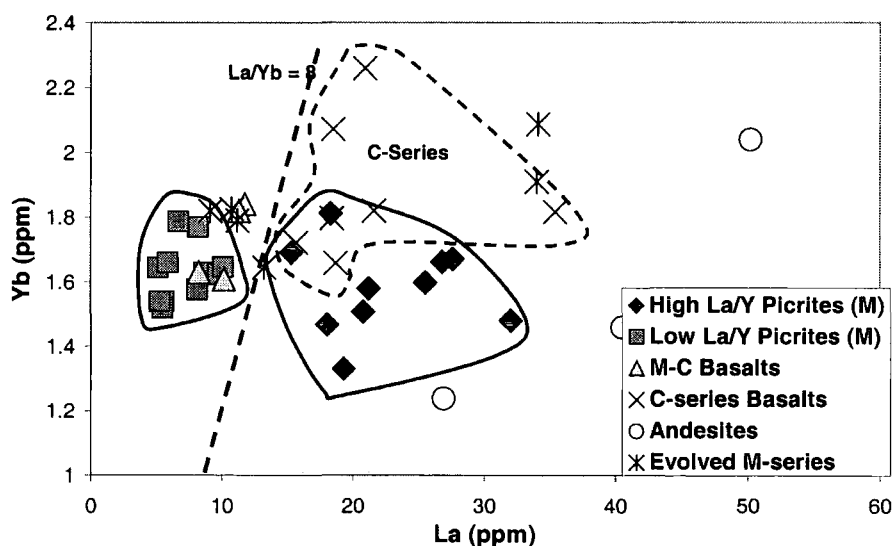 2.4
2.2
2
1.8
1.6
1.4
1.2
1
Yb (ppm)
La/Yb = 8
C-Series
High La/Y Picrites (M)
Low La/Y Picrites (M)
M-C Basalts
C-series Basalts
Andesites
Evolved M-series
0 10 20 30 40 50 60
La (ppm)